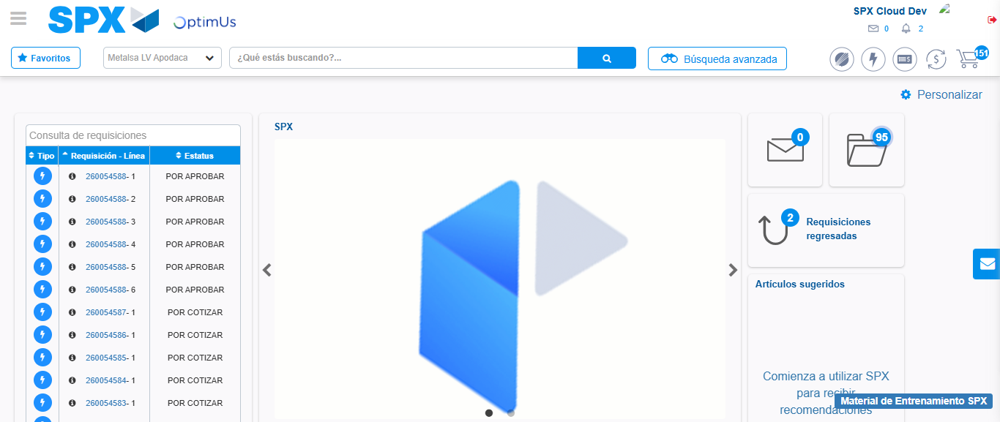 SPX OptimUs
SPX Cloud Dev
0 2
Favoritos
Metalsa LV Apodaca
¿Qué estás buscando?...
Búsqueda avanzada
$
151
Personalizar
Consulta de requisiciones
Tipo Requisición - Línea Estatus
260054588- 1 POR APROBAR
260054588- 2 POR APROBAR
260054588- 3 POR APROBAR
260054588- 4 POR APROBAR
260054588- 5 POR APROBAR
260054588- 6 POR APROBAR
260054587- 1 POR COTIZAR
260054586- 1 POR COTIZAR
260054585- 1 POR COTIZAR
260054584- 1 POR COTIZAR
260054583- 1 POR COTIZAR
SPX
0
95
2
Requisiciones
regresadas
Artículos sugeridos
Comienza a utilizar SPX
para recibir
recomendaciones
Material de Entrenamiento SPX